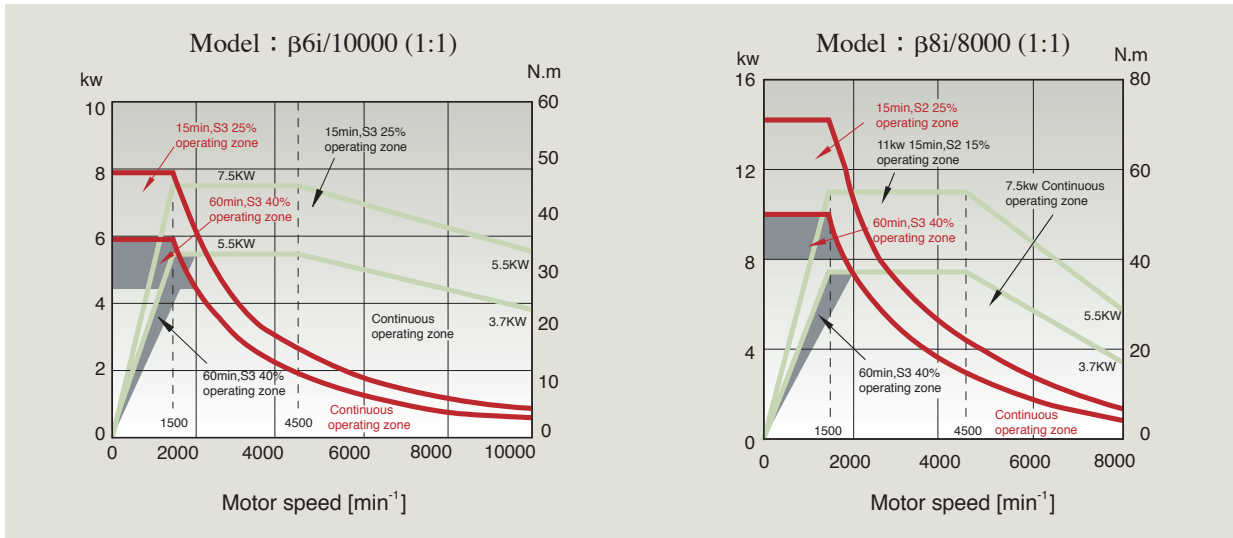 Model：β6i/10000 (1:1)
kw
N.m
10
8
6
4
2
0
60
50
40
30
20
10
0
15min,S3 25%
operating zone
15min,S3 25%
operating zone
7.5KW
60min,S3 40%
operating zone
5.5KW
5.5KW
3.7KW
Continuous
operating zone
60min,S3 40%
operating zone
Continuous
operating zone
1500
4500
0
2000
4000
6000
8000
10000
Motor speed [min⁻¹]
Model：β8i/8000 (1:1)
kw
N.m
16
12
8
4
0
80
60
40
20
0
15min,S2 25%
operating zone
11kw 15min,S2 15%
operating zone
7.5kw Continuous
operating zone
60min,S3 40%
operating zone
5.5KW
3.7KW
60min,S3 40%
operating zone
Continuous
operating zone
1500
4500
0
2000
4000
6000
8000
Motor speed [min⁻¹]